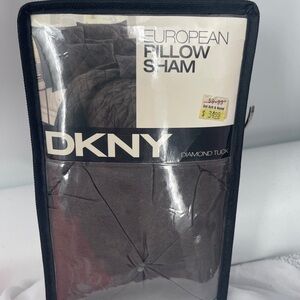 EUROPEAN
PILLOW
SHAM
DKNY
DIAMOND TUCK